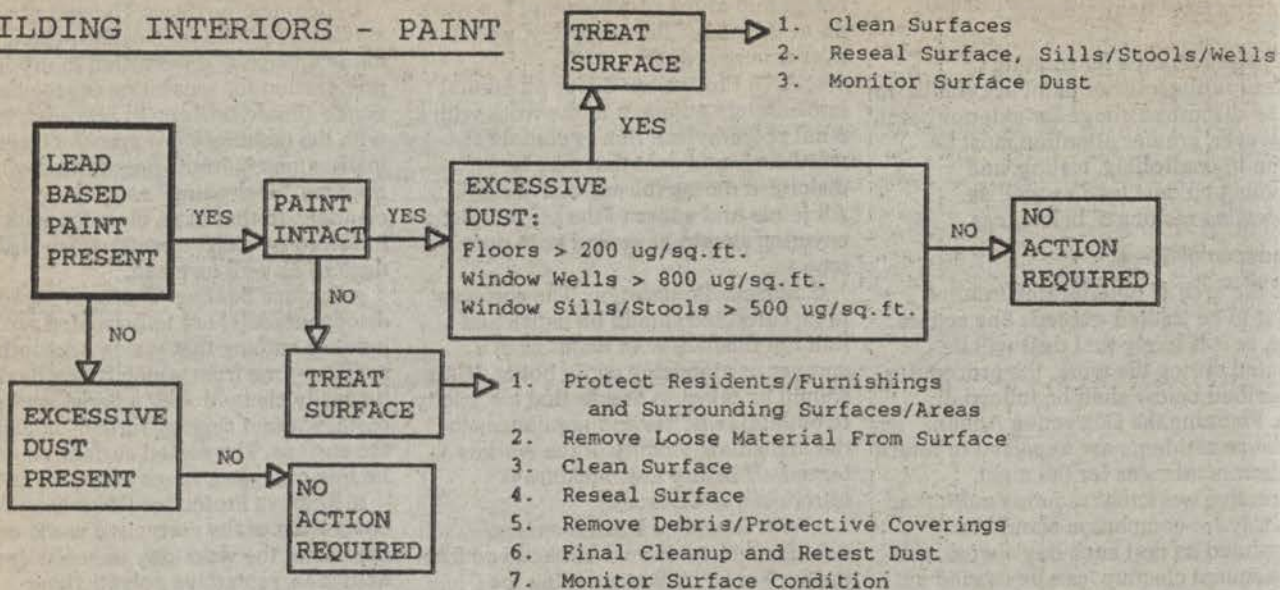 ILDING INTERIORS - PAINT
TREAT
SURFACE
1. Clean Surfaces
2. Reseal Surface, Sills/Stools/Wells
3. Monitor Surface Dust
YES
LEAD
BASED
PAINT
PRESENT
YES
PAINT
INTACT
YES
EXCESSIVE
DUST:
Floors > 200 ug/sq.ft.
Window Wells > 800 ug/sq.ft.
Window Sills/Stools > 500 ug/sq.ft.
NO
NO
ACTION
REQUIRED
NO
NO
EXCESSIVE
DUST
PRESENT
NO
NO
ACTION
REQUIRED
TREAT
SURFACE
1. Protect Residents/Furnishings
and Surrounding Surfaces/Areas
2. Remove Loose Material From Surface
3. Clean Surface
4. Reseal Surface
5. Remove Debris/Protective Coverings
6. Final Cleanup and Retest Dust
7. Monitor Surface Condition